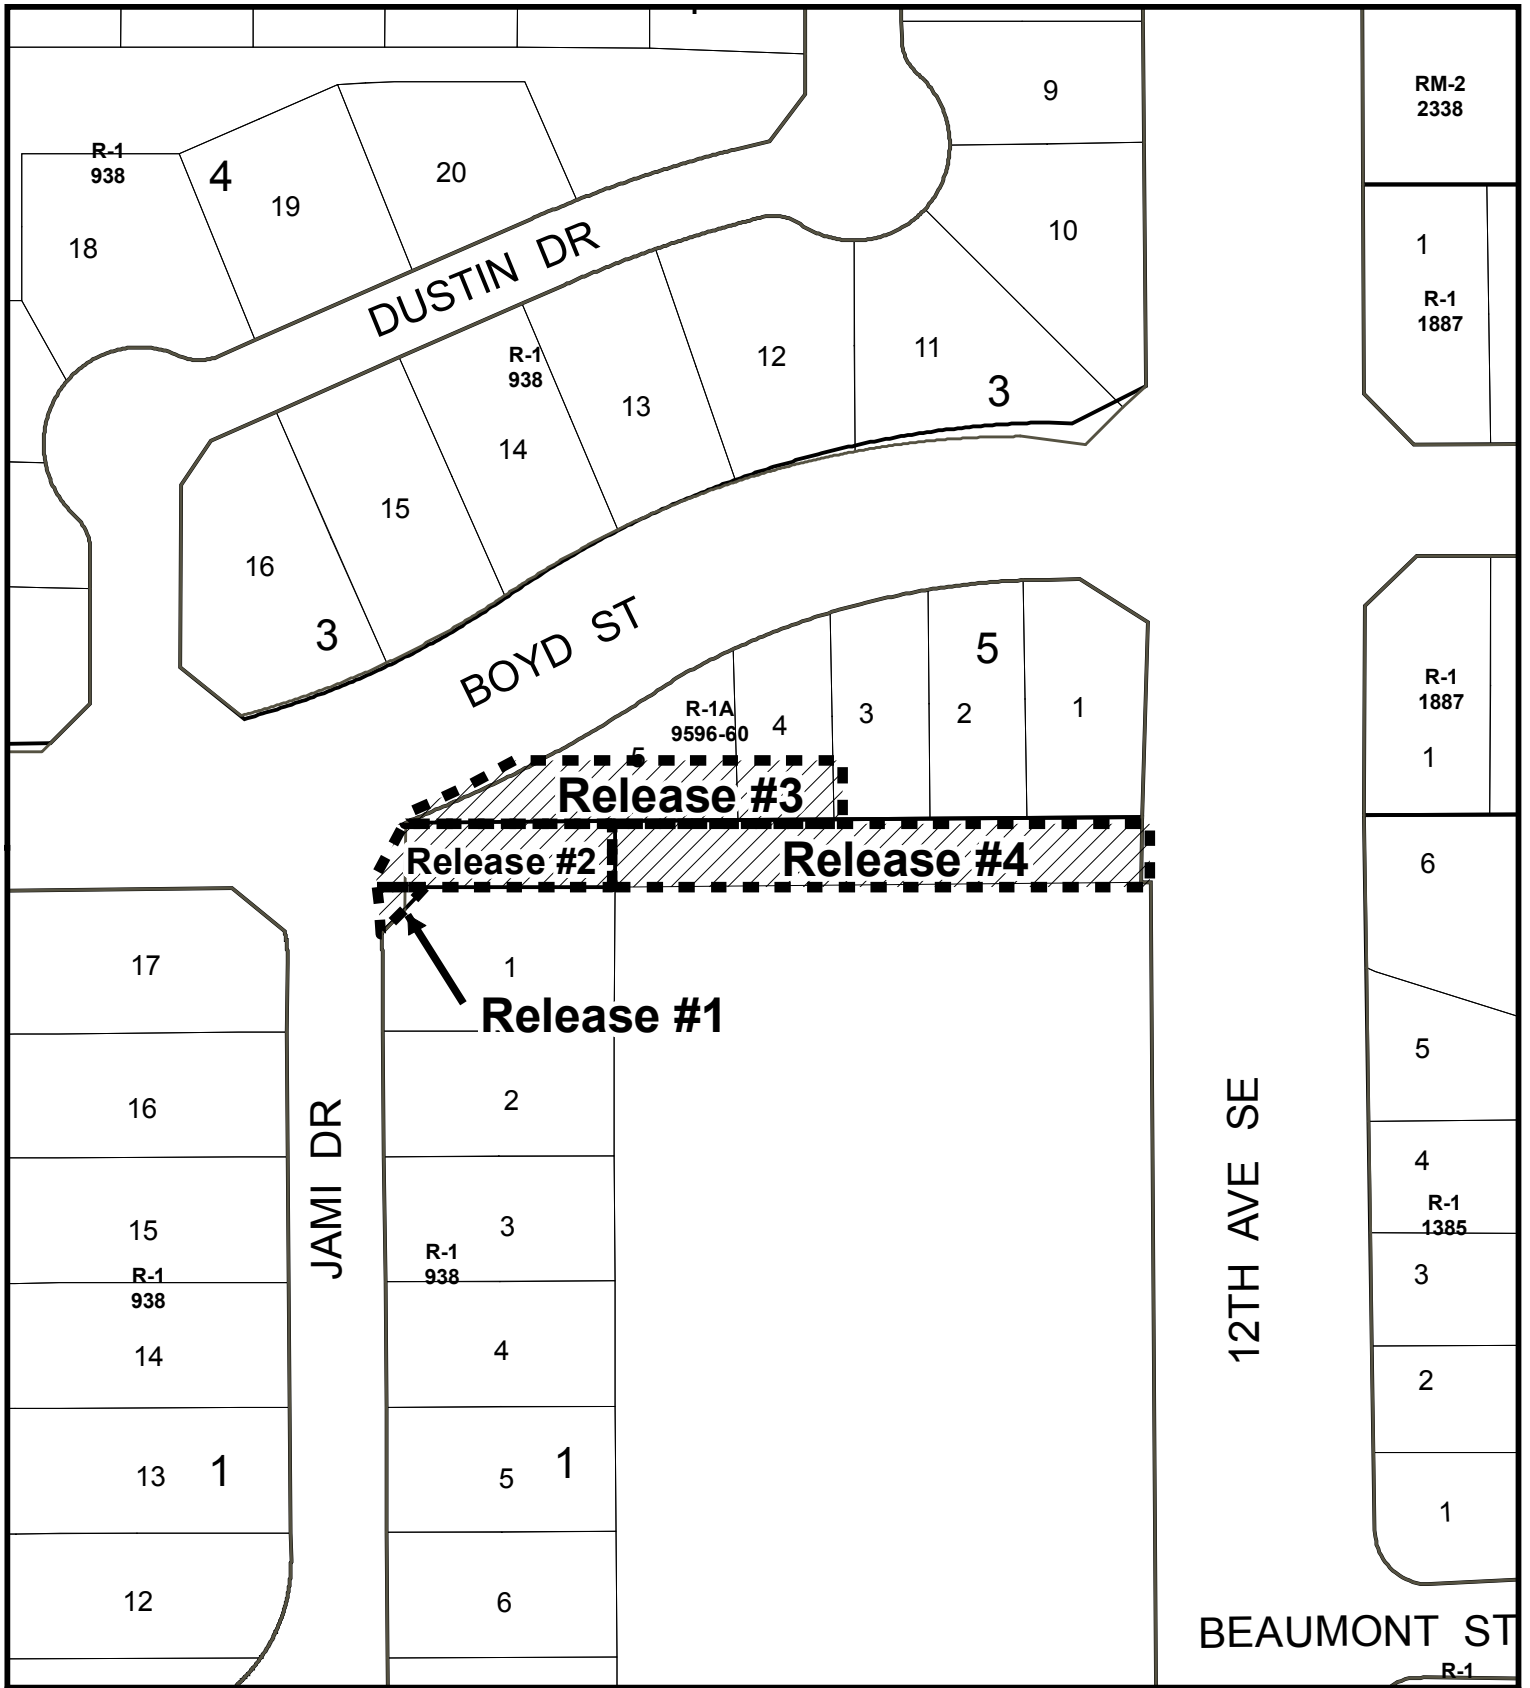 9
RM-2
2338
R-1
938
4
19
20
18
10
1
R-1
1887
DUSTIN DR
R-1
938
12
11
3
13
14
15
16
3
BOYD ST
5
R-1A
9596-60
4
3
2
1
5
R-1
1887
1
Release #3
Release #2
Release #4
6
17
1
Release #1
5
16
2
JAMI DR
12TH AVE SE
4
R-1
1385
15
R-1
938
3
R-1
938
3
14
4
2
13
1
5
1
1
12
6
BEAUMONT ST
R-1